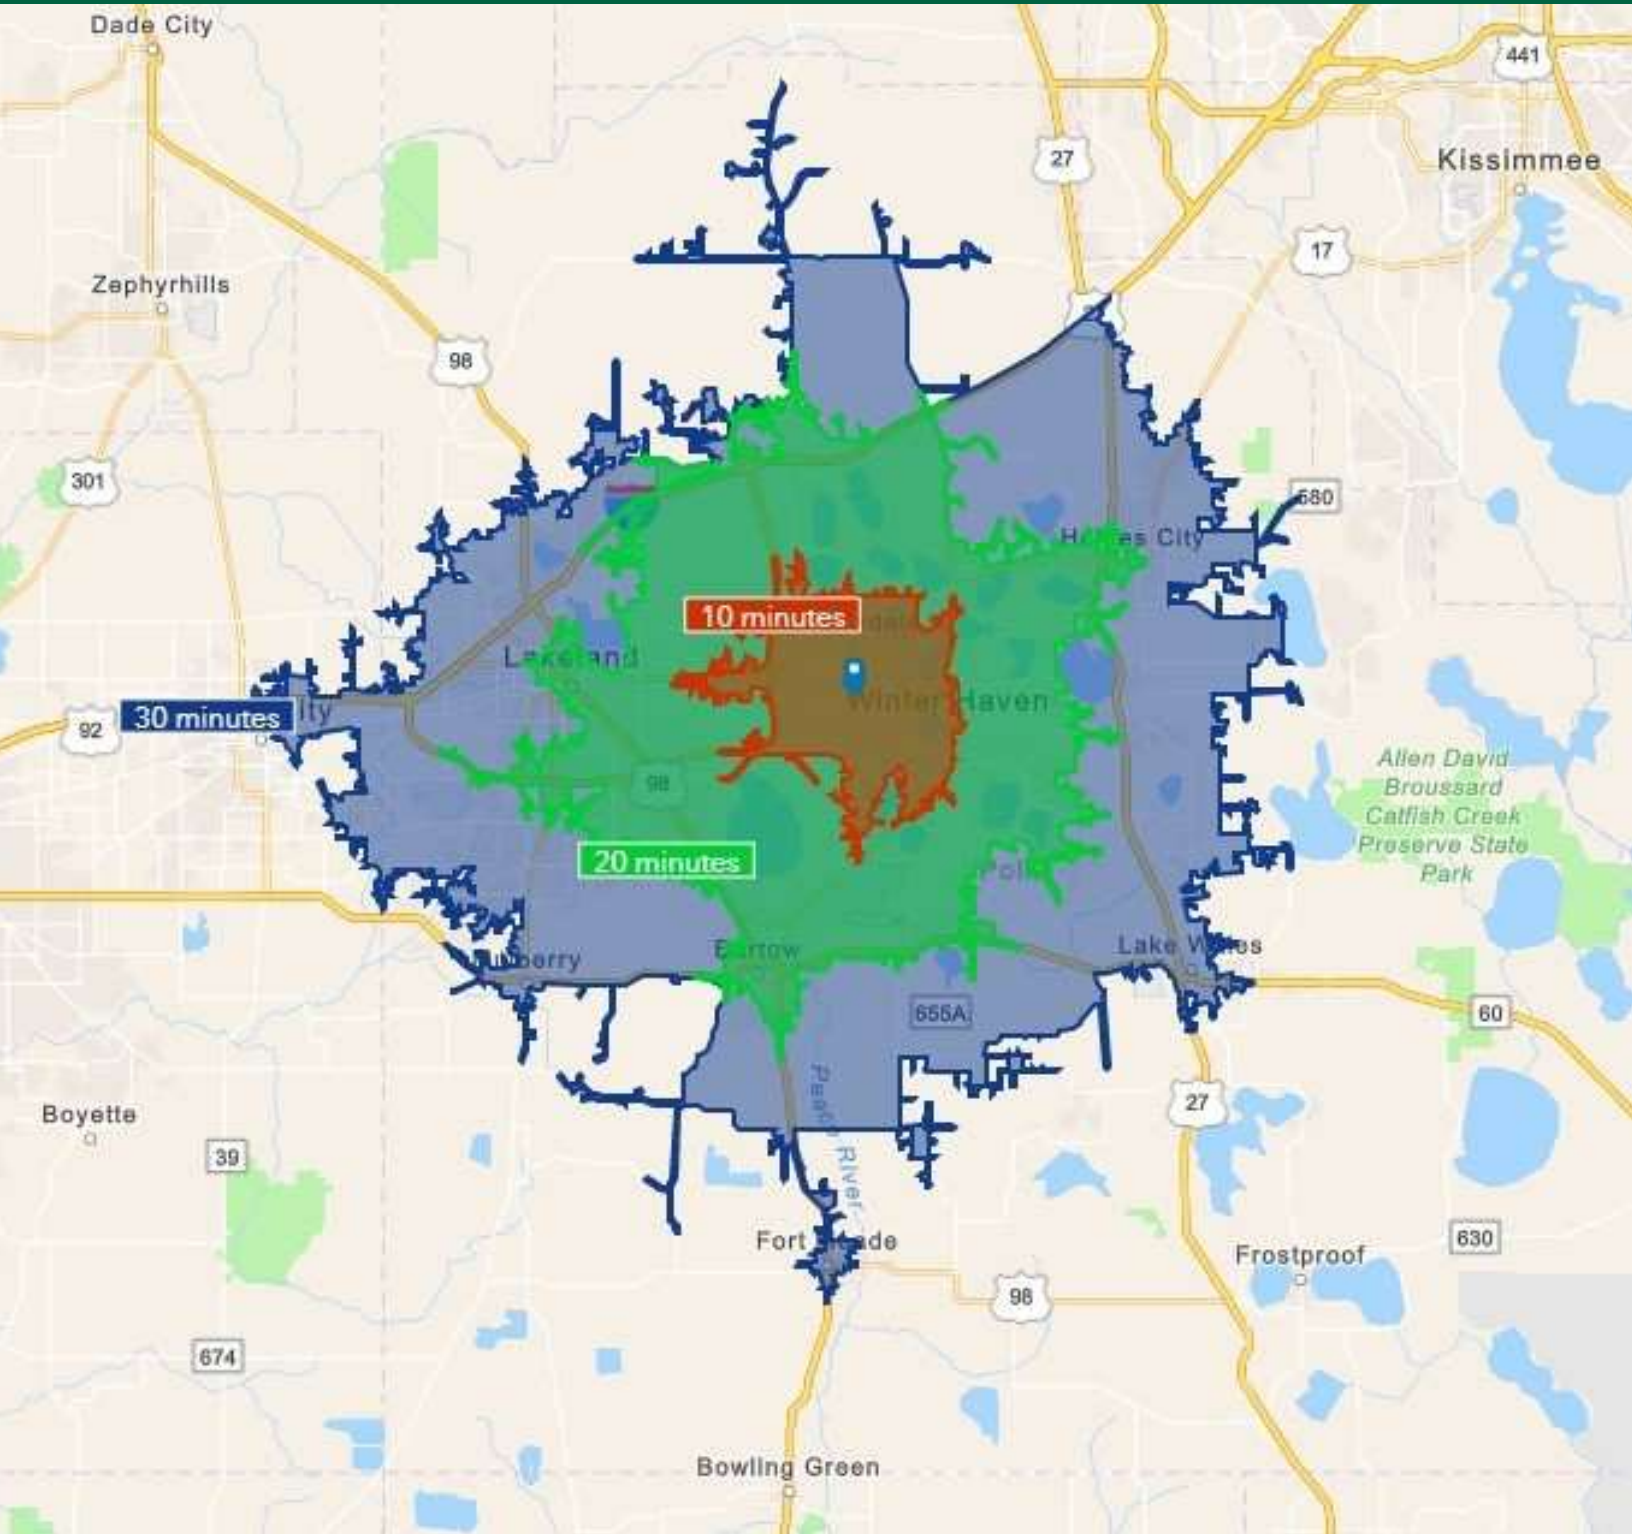 Dade City
441
27
Kissimmee
17
Zephyrhills
98
301
580
10 minutes
Lakeland
Winter Haven
30 minutes
92
98
Allen David
Broussard
Catfish Creek
Preserve State
Park
20 minutes
Polk
Bartow
Lake Wales
655A
60
Peace River
27
Boyette
39
Fort Meade
630
Frostproof
98
674
Bowling Green